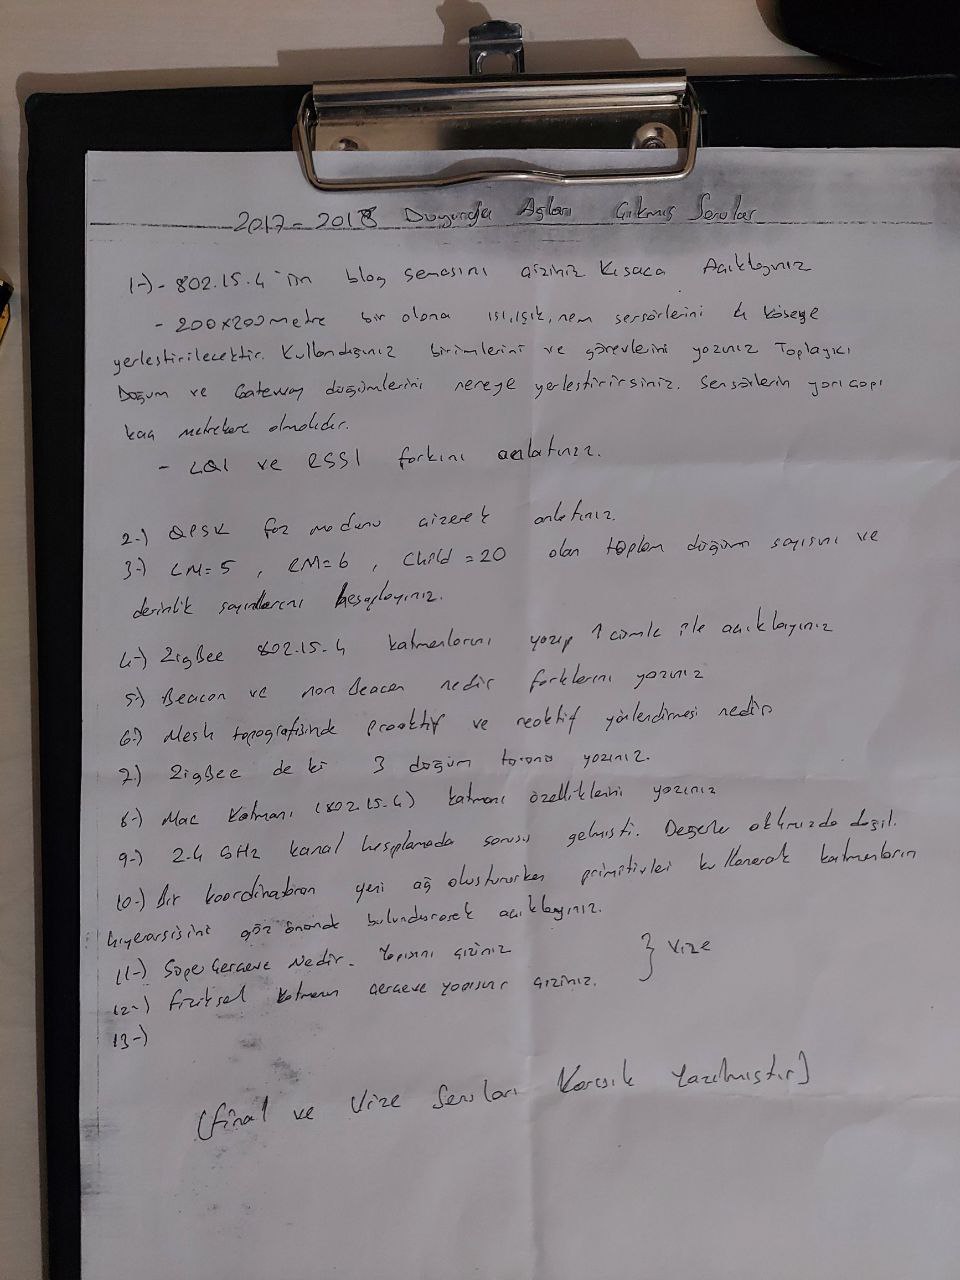 2017-2018 Duyarga Ağları Çıkmış Sorular
1-)- 802.15.4'ün blog şemasını çiziniz Kısaca Açıklayınız
- 200x200 metre bir alana ısı, ışık, nem sensörlerini 4 köşeye
yerleştirilecektir. Kullandığınız birimlerini ve görevlerini yazınız Toplayıcı
Düğüm ve Gateway düğümlerini nereye yerleştirirsiniz. Sensörlerin yarı çapı
kaç metrekare olmalıdır.
- LQI ve RSSI farkını anlatınız.
2-) QPSK faz modunu çizerek anlatınız.
3-) LM=5, RM=6, Child=20 olan toplam düğüm sayısını ve
derinlik sayılarını hesaplayınız.
4-) ZigBee 802.15.4 katmanlarını yazıp 1 cümle ile açıklayınız
5-) Beacon ve non Beacon nedir farklarını yazınız
6-) Mesh topografisinde proaktif ve reaktif yönlendirmesi nedir
7-) ZigBee de ki 3 düğüm yazınız.
8-) Mac Katmanı (802.15.4) katmanı özelliklerini yazınız
9-) 2.4 GHz kanal hesplamada sorusu gelmişti. Değerler aklımızda değil.
10-) Bir koordinatörün yeni ağ oluştururken primitivleri kullanarak katmanların
hiyerarşisini göz önünde bulundurarak açıklayınız.
11-) Süper Çerçeve Nedir. Yapısını çiziniz } Vize
12-) Fiziksel Katmanın çerçeve yapısını çiziniz.
13-)
(Final ve Vize Soruları Karışık Yazılmıştır)